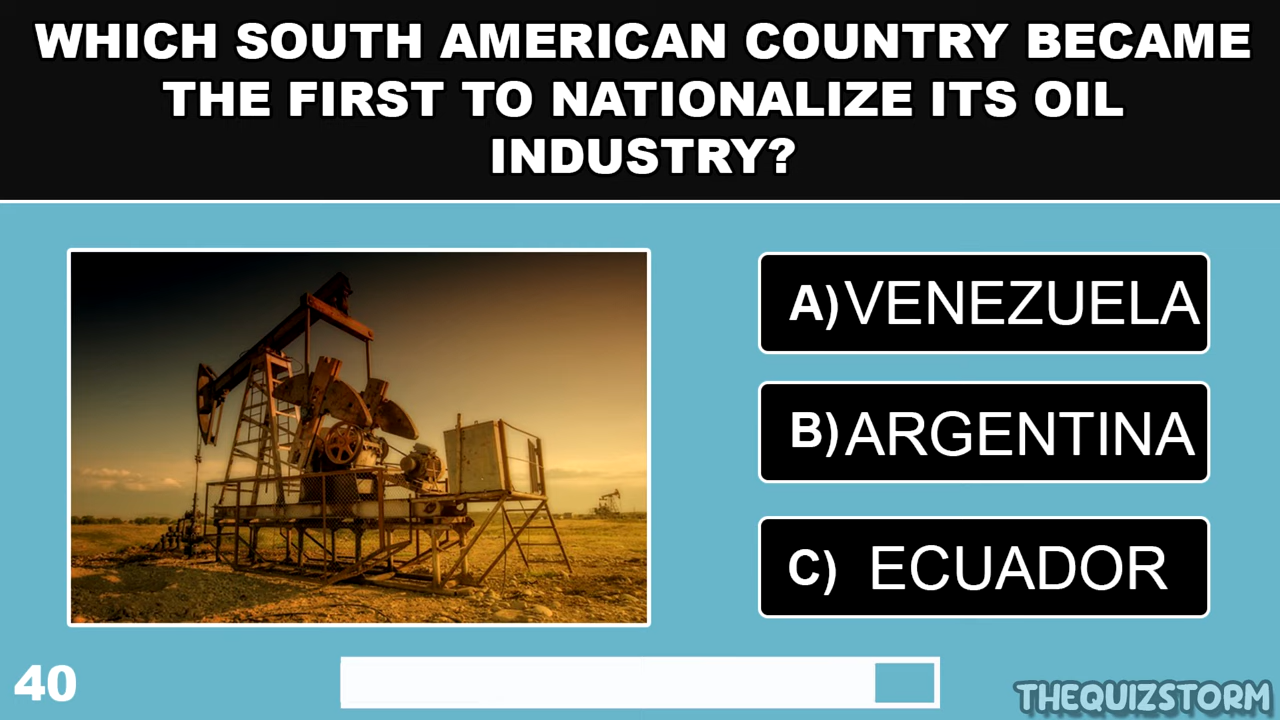 WHICH SOUTH AMERICAN COUNTRY BECAME
THE FIRST TO NATIONALIZE ITS OIL
INDUSTRY?
A) VENEZUELA
B) ARGENTINA
C) ECUADOR
40
THEQUIZSTORM